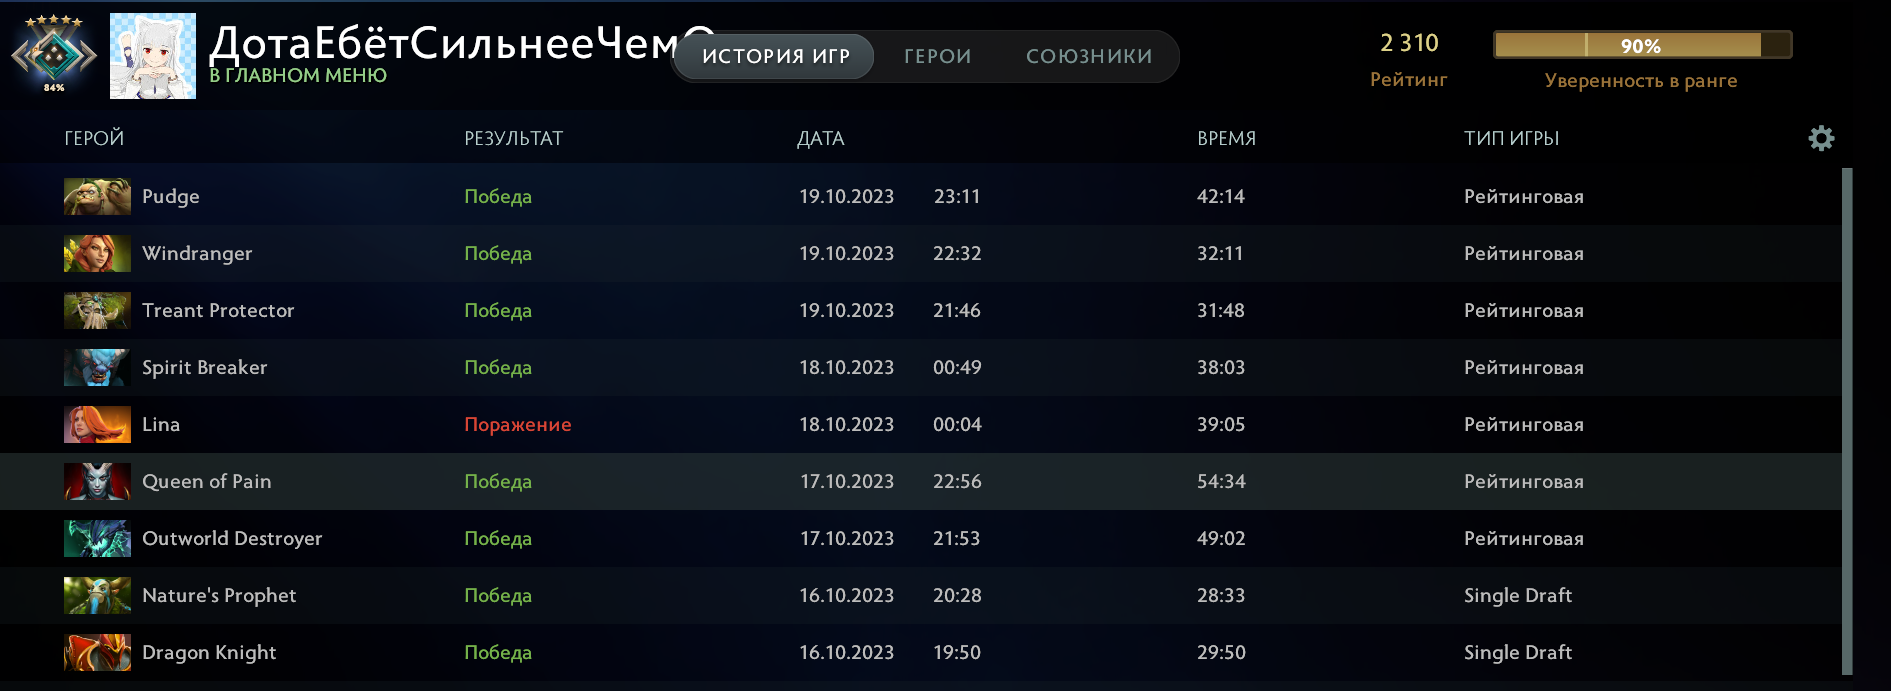 ДотаЕбётСильнееЧемО
В ГЛАВНОМ МЕНЮ
84%
ИСТОРИЯ ИГР ГЕРОИ СОЮЗНИКИ
2 310
Рейтинг
90%
Уверенность в ранге
ГЕРОЙ РЕЗУЛЬТАТ ДАТА ВРЕМЯ ТИП ИГРЫ
Pudge Победа 19.10.2023 23:11 42:14 Рейтинговая
Windranger Победа 19.10.2023 22:32 32:11 Рейтинговая
Treant Protector Победа 19.10.2023 21:46 31:48 Рейтинговая
Spirit Breaker Победа 18.10.2023 00:49 38:03 Рейтинговая
Lina Поражение 18.10.2023 00:04 39:05 Рейтинговая
Queen of Pain Победа 17.10.2023 22:56 54:34 Рейтинговая
Outworld Destroyer Победа 17.10.2023 21:53 49:02 Рейтинговая
Nature's Prophet Победа 16.10.2023 20:28 28:33 Single Draft
Dragon Knight Победа 16.10.2023 19:50 29:50 Single Draft